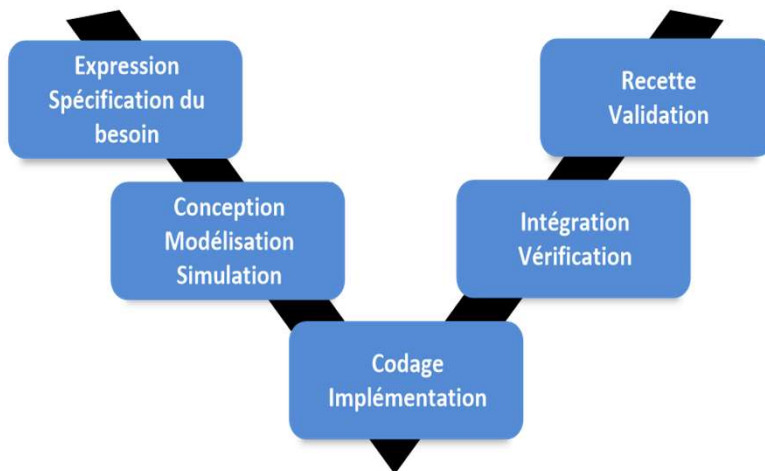 Expression
Spécification du
besoin
Conception
Modélisation
Simulation
Codage
Implémentation
Intégration
Vérification
Recette
Validation